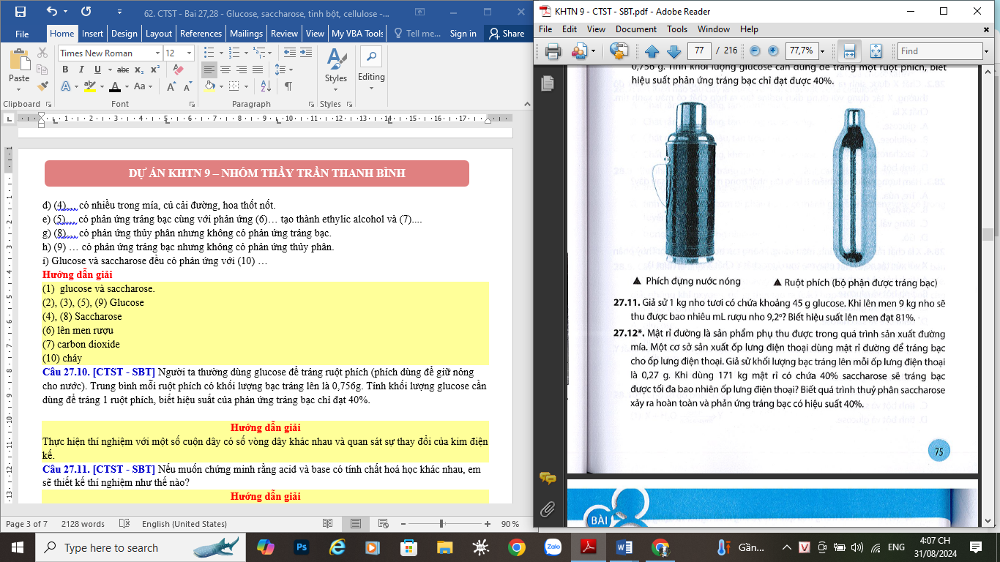 62. CTST - Bai 27,28 - Glucose, saccharose, tinh bột, cellulose -...
File Home Insert Design Layout References Mailings Review View My VBA Tools Tell me... Sign in Share
Times New Roman 12
Paste
Styles
Editing
Clipboard Font Paragraph Styles
DỰ ÁN KHTN 9 – NHÓM THẦY TRẦN THANH BÌNH
d) (4)..... có nhiều trong mía, củ cải đường, hoa thốt nốt.
e) (5)..... có phản ứng tráng bạc cùng với phản ứng (6)… tạo thành ethylic alcohol và (7)....
g) (8)..... có phản ứng thủy phân nhưng không có phản ứng tráng bạc.
h) (9) … có phản ứng tráng bạc nhưng không có phản ứng thủy phân.
i) Glucose và saccharose đều có phản ứng với (10) …
Hướng dẫn giải
(1) glucose và saccharose.
(2), (3), (5), (9) Glucose
(4), (8) Saccharose
(6) lên men rượu
(7) carbon dioxide
(10) cháy
Câu 27.10. [CTST - SBT] Người ta thường dùng glucose để tráng ruột phích (phích dùng để giữ nóng
cho nước). Trung bình mỗi ruột phích có khối lượng bạc tráng lên là 0,756g. Tính khối lượng glucose cần
dùng để tráng 1 ruột phích, biết hiệu suất của phản ứng tráng bạc chỉ đạt 40%.
Hướng dẫn giải
Thực hiện thí nghiệm với một số cuộn dây có số vòng dây khác nhau và quan sát sự thay đổi của kim điện
kế.
Câu 27.11. [CTST - SBT] Nếu muốn chứng minh rằng acid và base có tính chất hoá học khác nhau, em
sẽ thiết kế thí nghiệm như thế nào?
Hướng dẫn giải
Page 3 of 7 2128 words English (United States) 90 %
KHTN 9 - CTST - SBT.pdf - Adobe Reader
File Edit View Document Tools Window Help
77 / 216 77,7% Find
0,756 g. Tính khối lượng glucose cần dùng để tráng một ruột phích, biết
hiệu suất phản ứng tráng bạc chỉ đạt được 40%.
▲ Phích đựng nước nóng ▲ Ruột phích (bộ phận được tráng bạc)
27.11. Giả sử 1 kg nho tươi có chứa khoảng 45 g glucose. Khi lên men 9 kg nho sẽ
thu được bao nhiêu mL rượu nho 9,2°? Biết hiệu suất lên men đạt 81%.
27.12*. Mật rỉ đường là sản phẩm phụ thu được trong quá trình sản xuất đường
mía. Một cơ sở sản xuất ốp lưng điện thoại dùng mật rỉ đường để tráng bạc
cho ốp lưng điện thoại. Giả sử khối lượng bạc tráng lên mỗi ốp lưng điện thoại
là 0,27 g. Khi dùng 171 kg mật rỉ có chứa 40% saccharose sẽ tráng bạc
được tối đa bao nhiên ốp lưng điện thoại? Biết quá trình thuỷ phân saccharose
xảy ra hoàn toàn và phản ứng tráng bạc có hiệu suất 40%.
75
BÀI
Type here to search
Gần... ENG 4:07 CH
31/08/2024